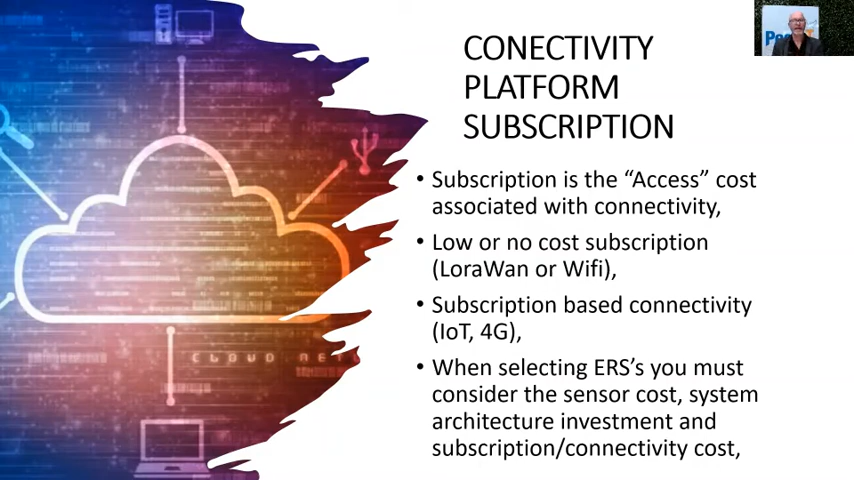 CONECTIVITY
PLATFORM
SUBSCRIPTION
• Subscription is the “Access” cost
associated with connectivity,
• Low or no cost subscription
(LoraWan or Wifi),
• Subscription based connectivity
(IoT, 4G),
• When selecting ERS’s you must
consider the sensor cost, system
architecture investment and
subscription/connectivity cost,
CLOUD NET